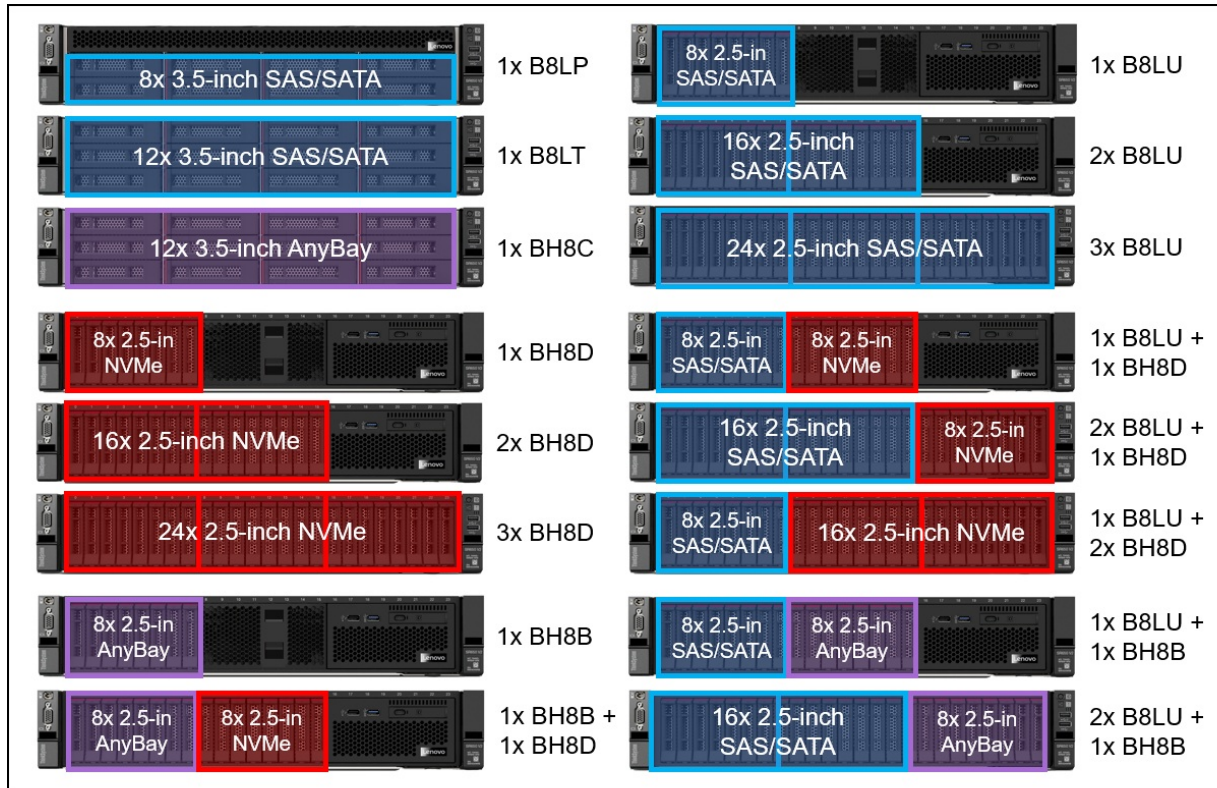 8x 3.5-inch SAS/SATA
1x B8LP
12x 3.5-inch SAS/SATA
1x B8LT
12x 3.5-inch AnyBay
1x BH8C
8x 2.5-in
NVMe
1x BH8D
16x 2.5-inch NVMe
2x BH8D
24x 2.5-inch NVMe
3x BH8D
8x 2.5-in
AnyBay
1x BH8B
8x 2.5-in
AnyBay
8x 2.5-in
NVMe
1x BH8B +
1x BH8D
8x 2.5-in
SAS/SATA
1x B8LU
16x 2.5-inch
SAS/SATA
2x B8LU
24x 2.5-inch SAS/SATA
3x B8LU
8x 2.5-in
SAS/SATA
8x 2.5-in
NVMe
1x B8LU +
1x BH8D
16x 2.5-inch
SAS/SATA
8x 2.5-in
NVMe
2x B8LU +
1x BH8D
8x 2.5-in
SAS/SATA
16x 2.5-inch NVMe
1x B8LU +
2x BH8D
8x 2.5-in
SAS/SATA
8x 2.5-in
AnyBay
1x B8LU +
1x BH8B
16x 2.5-inch
SAS/SATA
8x 2.5-in
AnyBay
2x B8LU +
1x BH8B